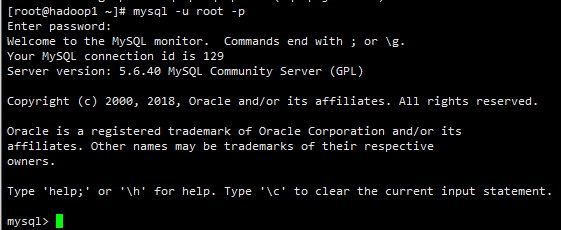 [root@hadoop1 ~]# mysql -u root -p
Enter password:
Welcome to the MySQL monitor.  Commands end with ; or \g.
Your MySQL connection id is 129
Server version: 5.6.40 MySQL Community Server (GPL)
Copyright (c) 2000, 2018, Oracle and/or its affiliates. All rights reserved.
Oracle is a registered trademark of Oracle Corporation and/or its
affiliates. Other names may be trademarks of their respective
owners.
Type 'help;' or '\h' for help. Type '\c' to clear the current input statement.
mysql>